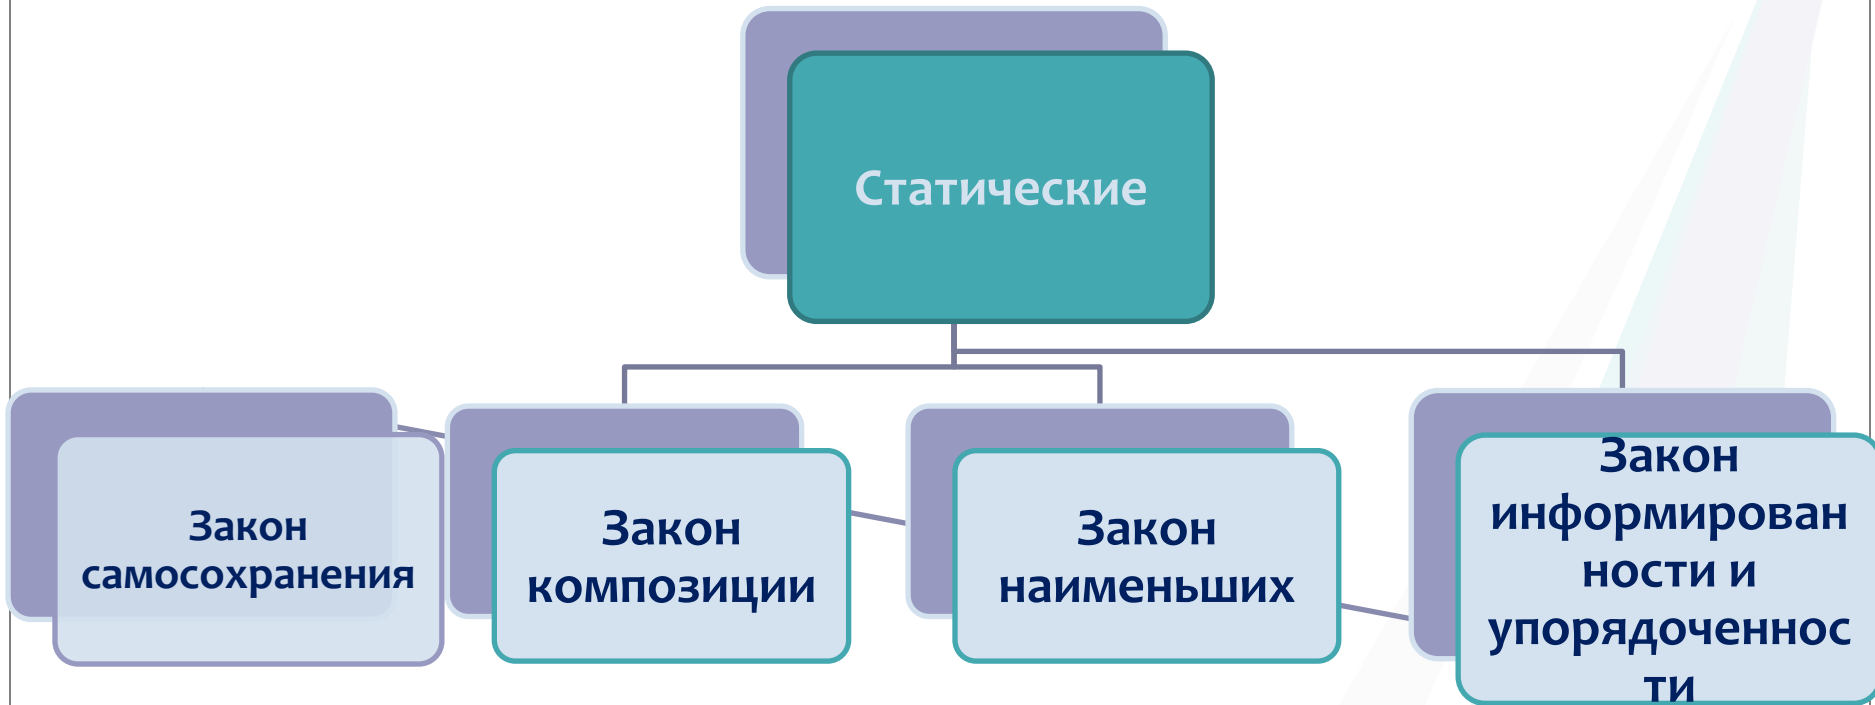 Статические
Закон
самосохранения
Закон
композиции
Закон
наименьших
Закон
информирован
ности и
упорядоченнос
ти